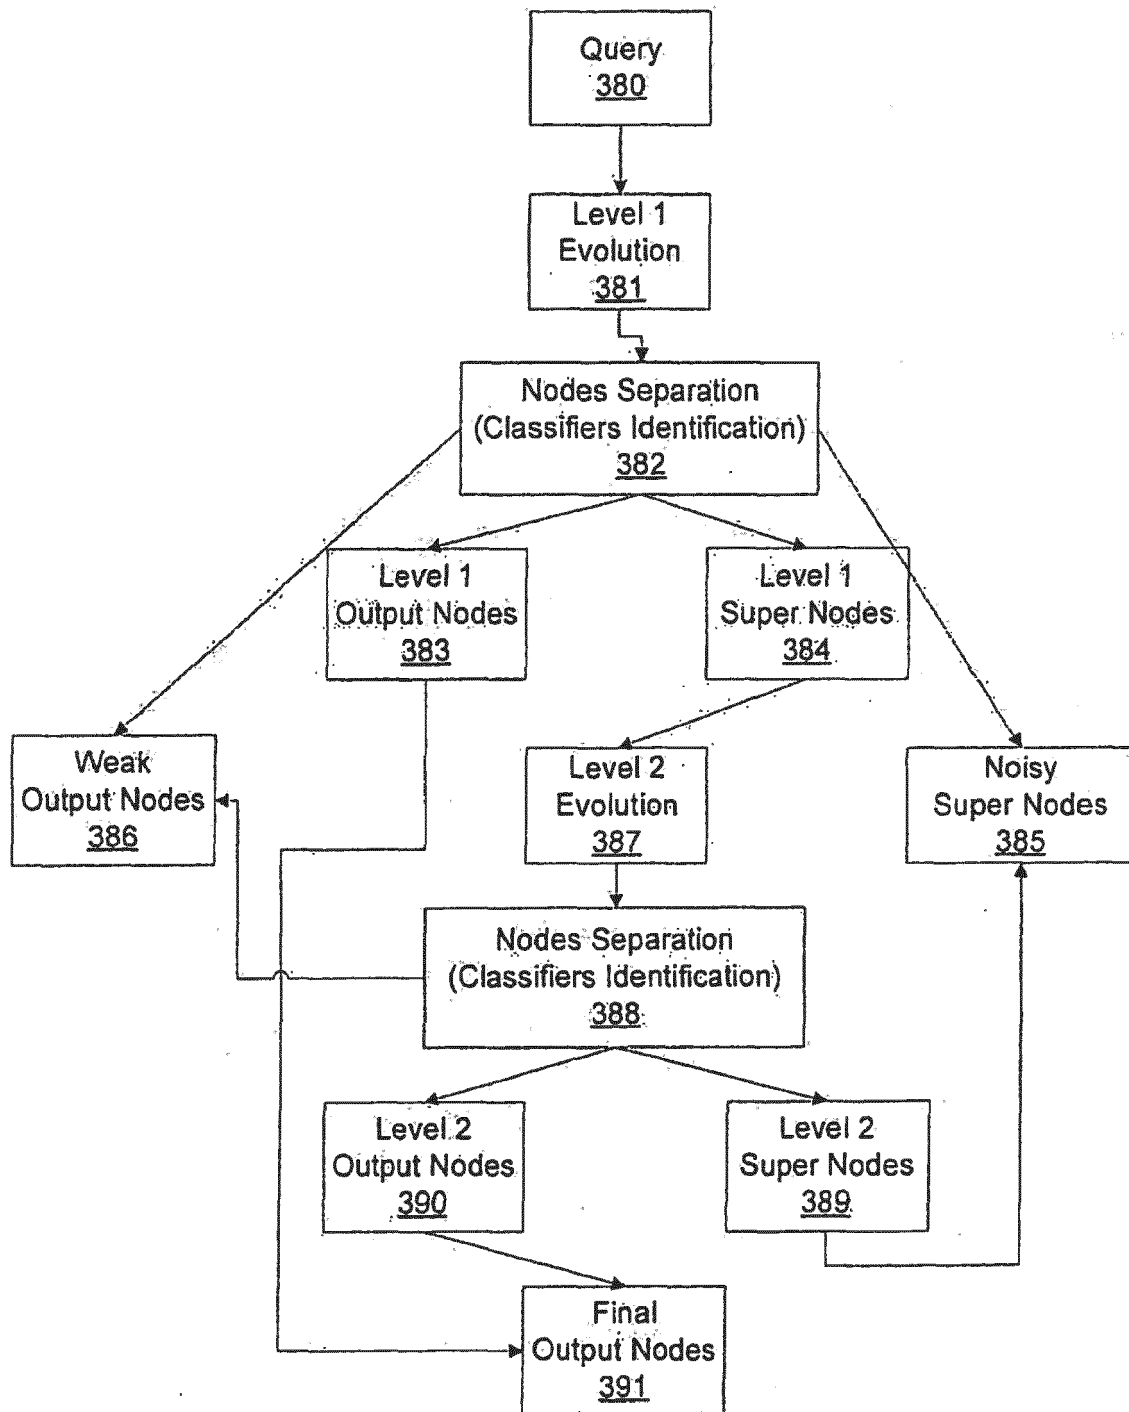 Query
380
Level 1
Evolution
381
Nodes Separation
(Classifiers Identification)
382
Level 1
Output Nodes
383
Level 1
Super Nodes
384
Weak
Output Nodes
386
Level 2
Evolution
387
Noisy
Super Nodes
385
Nodes Separation
(Classifiers Identification)
388
Level 2
Output Nodes
390
Level 2
Super Nodes
389
Final
Output Nodes
391